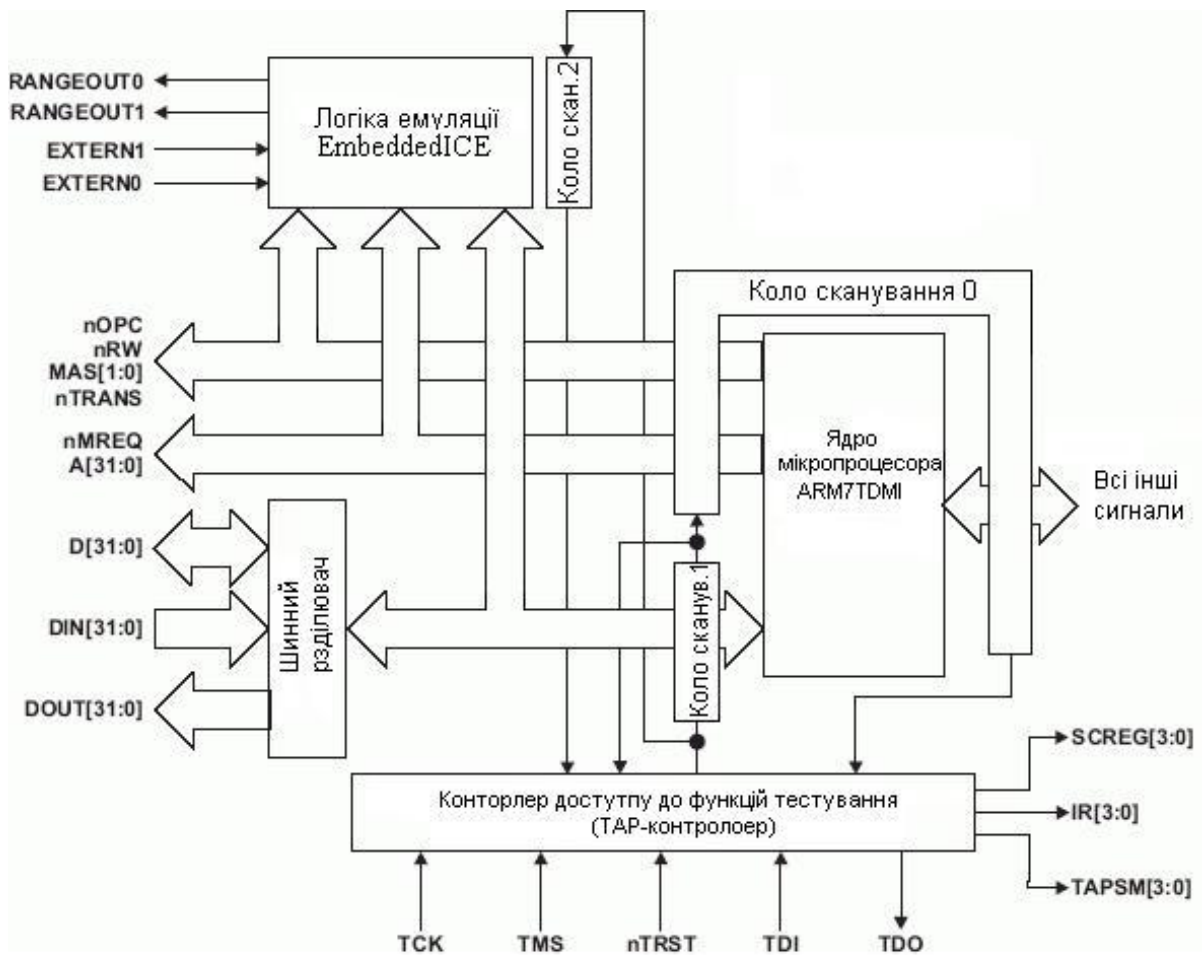 RANGEOUT0
RANGEOUT1
EXTERN1
EXTERN0
Логіка емуляції
EmbeddedICE
Коло скан.2
Коло сканування 0
nOPC
nRW
MAS[1:0]
nTRANS
nMREQ
A[31:0]
Ядро
мікропроцесора
ARM7TDMI
Всі інші
сигнали
D[31:0]
DIN[31:0]
DOUT[31:0]
Шинний
рзділювач
Коло сканув.1
Конторлер доступпу до функцій тестування
(TAP-контролоер)
SCREG[3:0]
IR[3:0]
TAPSM[3:0]
TCK
TMS
nTRST
TDI
TDO